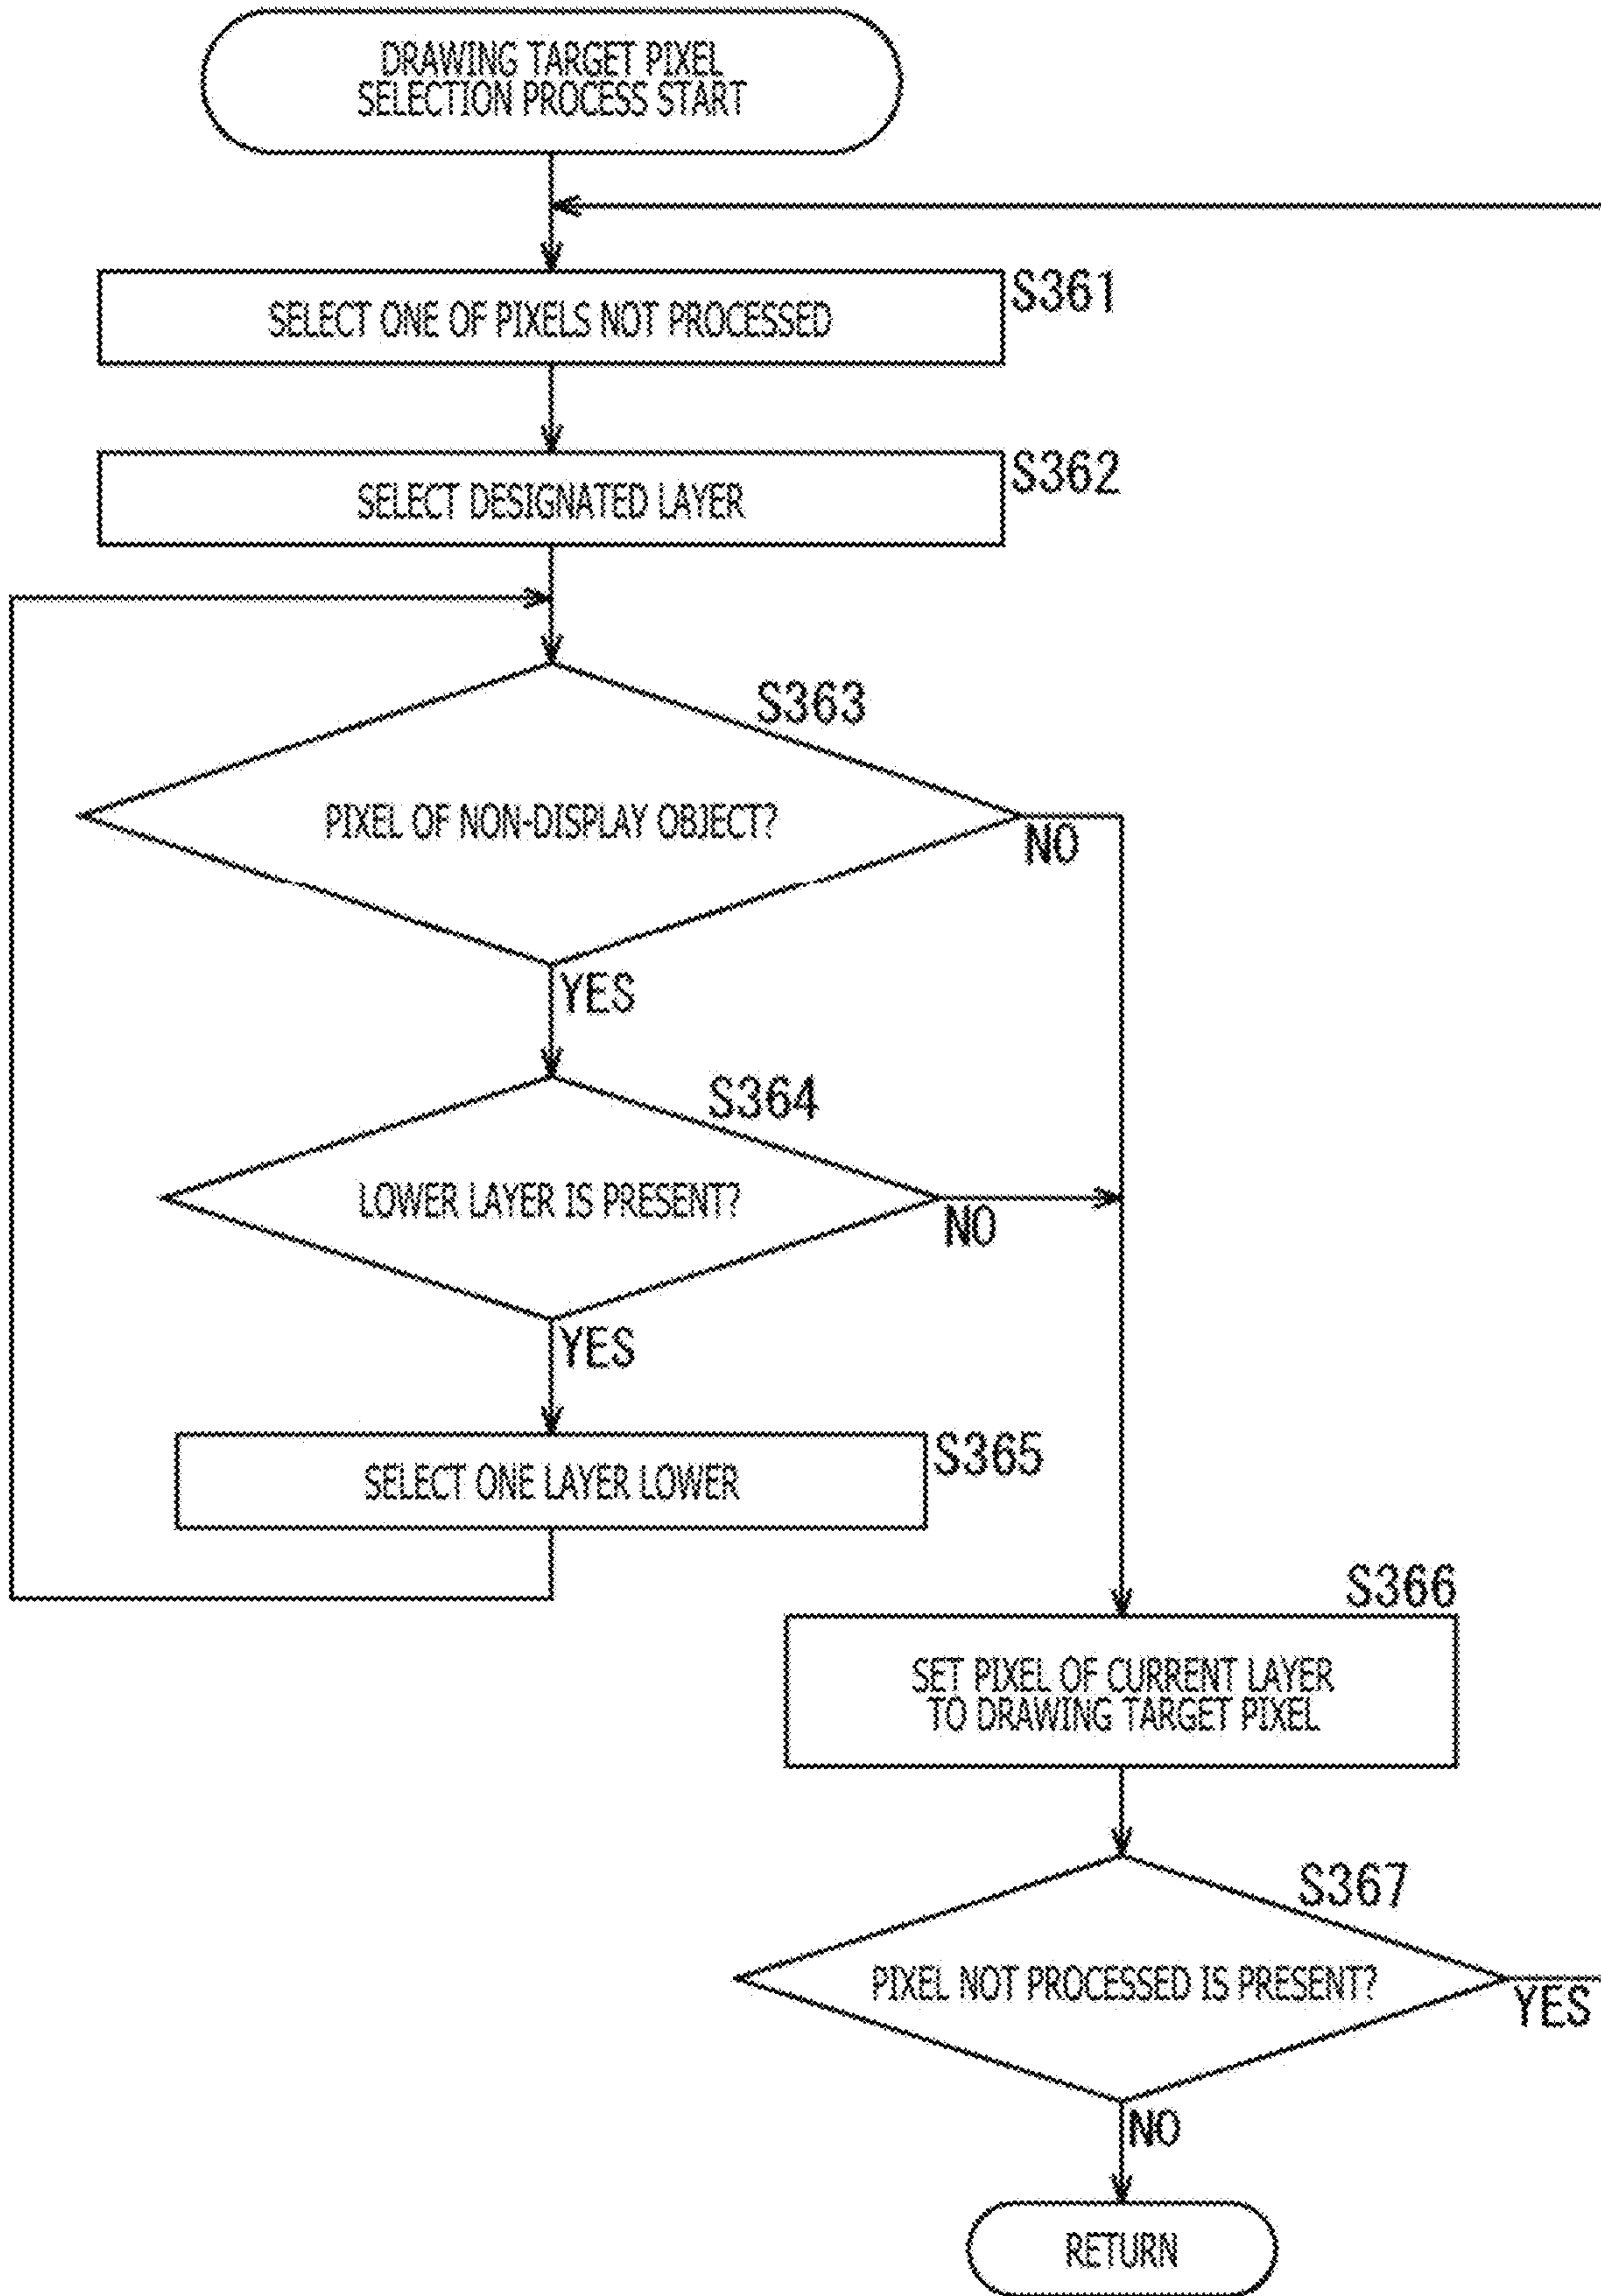 DRAWING TARGET PIXEL
SELECTION PROCESS START
SELECT ONE OF PIXELS NOT PROCESSED
S361
SELECT DESIGNATED LAYER
S362
S363
PIXEL OF NON-DISPLAY OBJECT?
NO
YES
S364
LOWER LAYER IS PRESENT?
NO
YES
SELECT ONE LAYER LOWER
S365
S366
SET PIXEL OF CURRENT LAYER
TO DRAWING TARGET PIXEL
S367
PIXEL NOT PROCESSED IS PRESENT?
YES
NO
RETURN